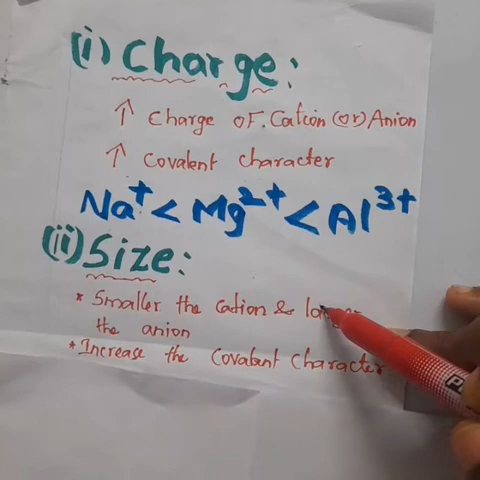 (i) Charge:
↑ Charge of Cation (or) Anion
↑ Covalent character
Na⁺ < Mg²⁺ < Al³⁺
(ii) Size:
* Smaller the cation & larger
the anion
* Increase the Covalent Character